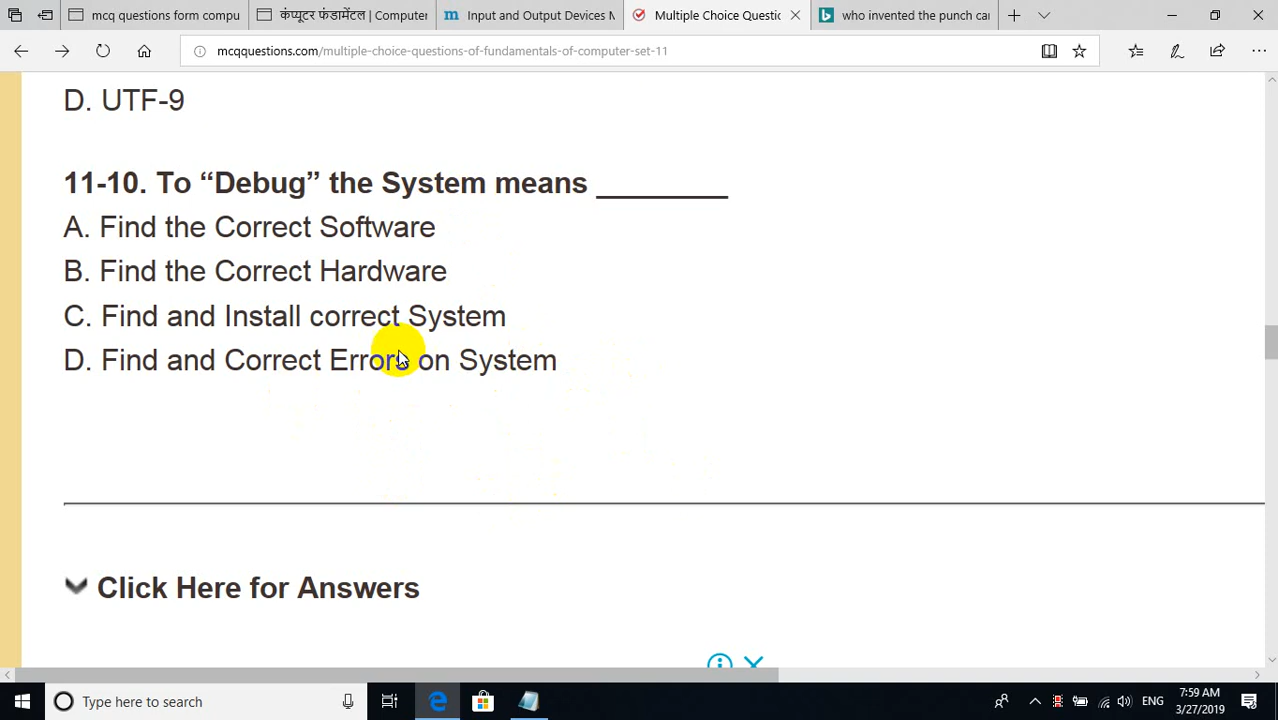 mcq questions form compu
कंप्यूटर फंडामेंटल | Computer
m Input and Output Devices M
Multiple Choice Questic
who invented the punch car
mcqquestions.com/multiple-choice-questions-of-fundamentals-of-computer-set-11
D. UTF-9
11-10. To “Debug” the System means ________
A. Find the Correct Software
B. Find the Correct Hardware
C. Find and Install correct System
D. Find and Correct Errors on System
Click Here for Answers
Type here to search
ENG
7:59 AM
3/27/2019